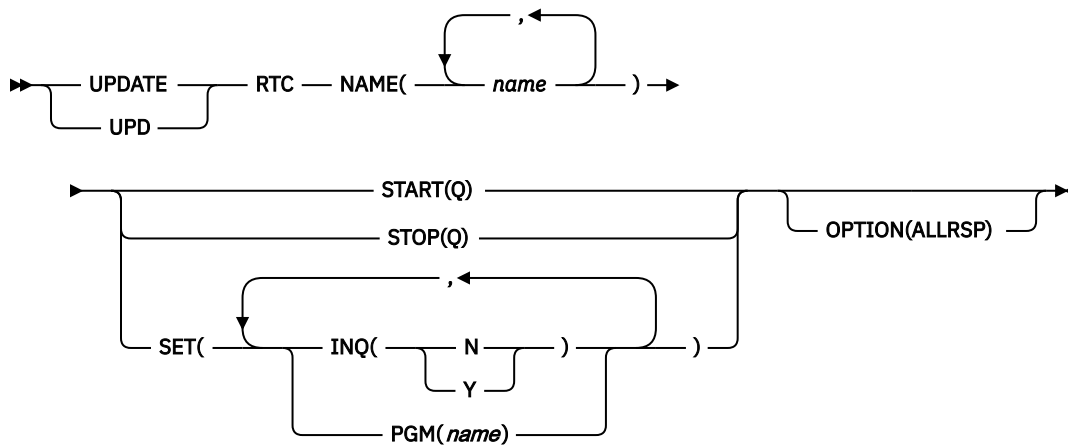 ,
UPDATE RTC NAME( name )
UPD
START(Q)
STOP(Q) OPTION(ALLRSP)
,
SET( INQ( N ) )
Y
PGM(name)